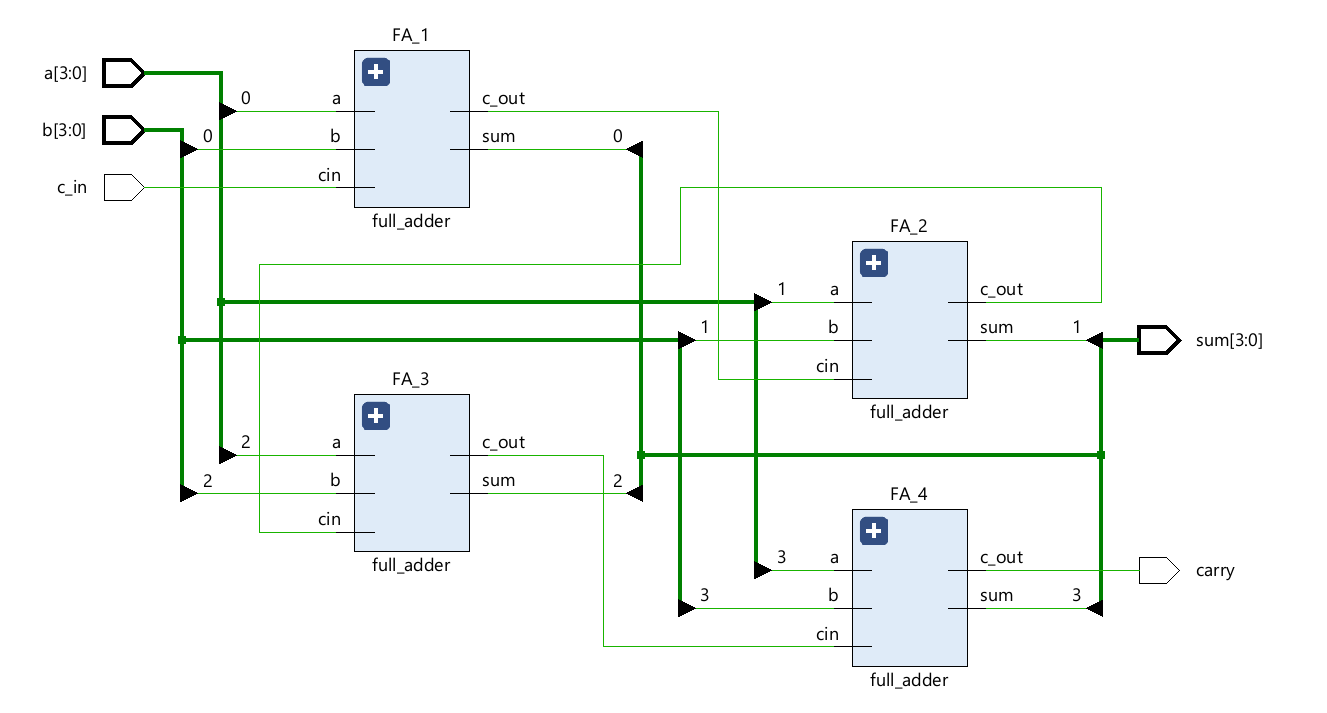 FA_1
a[3:0]
0 a c_out
b[3:0]
0 b sum 0
c_in cin
full_adder
FA_2
1 a c_out
1 b sum 1 sum[3:0]
cin
full_adder
FA_3
2 a c_out
2 b sum 2
cin
full_adder
FA_4
3 a c_out carry
3 b sum 3
cin
full_adder